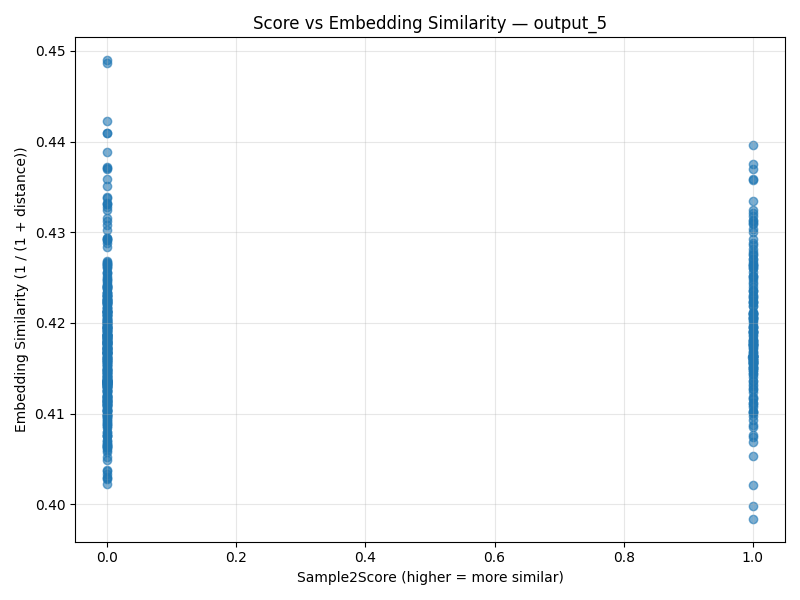 Score vs Embedding Similarity — output_5
Embedding Similarity (1 / (1 + distance))
0.45
0.44
0.43
0.42
0.41
0.40
0.0 0.2 0.4 0.6 0.8 1.0
Sample2Score (higher = more similar)